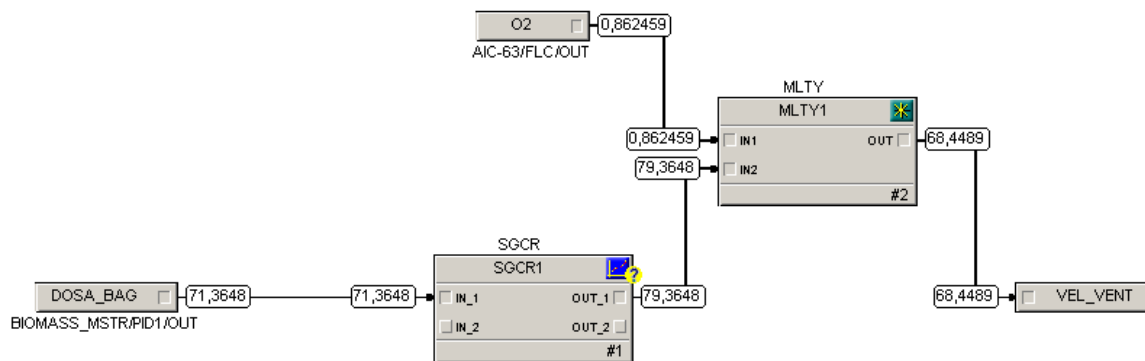 O2
0,862459
AIC-63/FLC/OUT
MLTY
MLTY1
0,862459
IN1
OUT
68,4489
79,3648
IN2
#2
SGCR
SGCR1
?
DOSA_BAG
71,3648
71,3648
IN_1
OUT_1
79,3648
68,4489
VEL_VENT
BIOMASS_MSTR/PID1/OUT
IN_2
OUT_2
#1